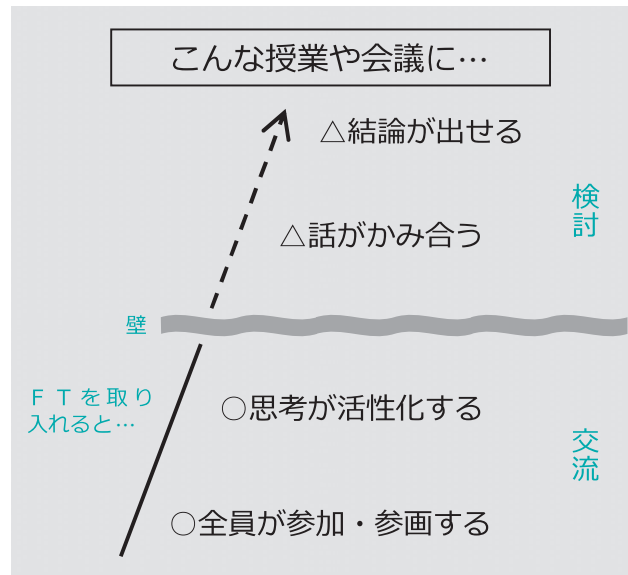 こんな授業や会議に…
△結論が出せる
検討
△話がかみ合う
壁
ＦＴを取り
入れると…
○思考が活性化する
交流
○全員が参加・参画する